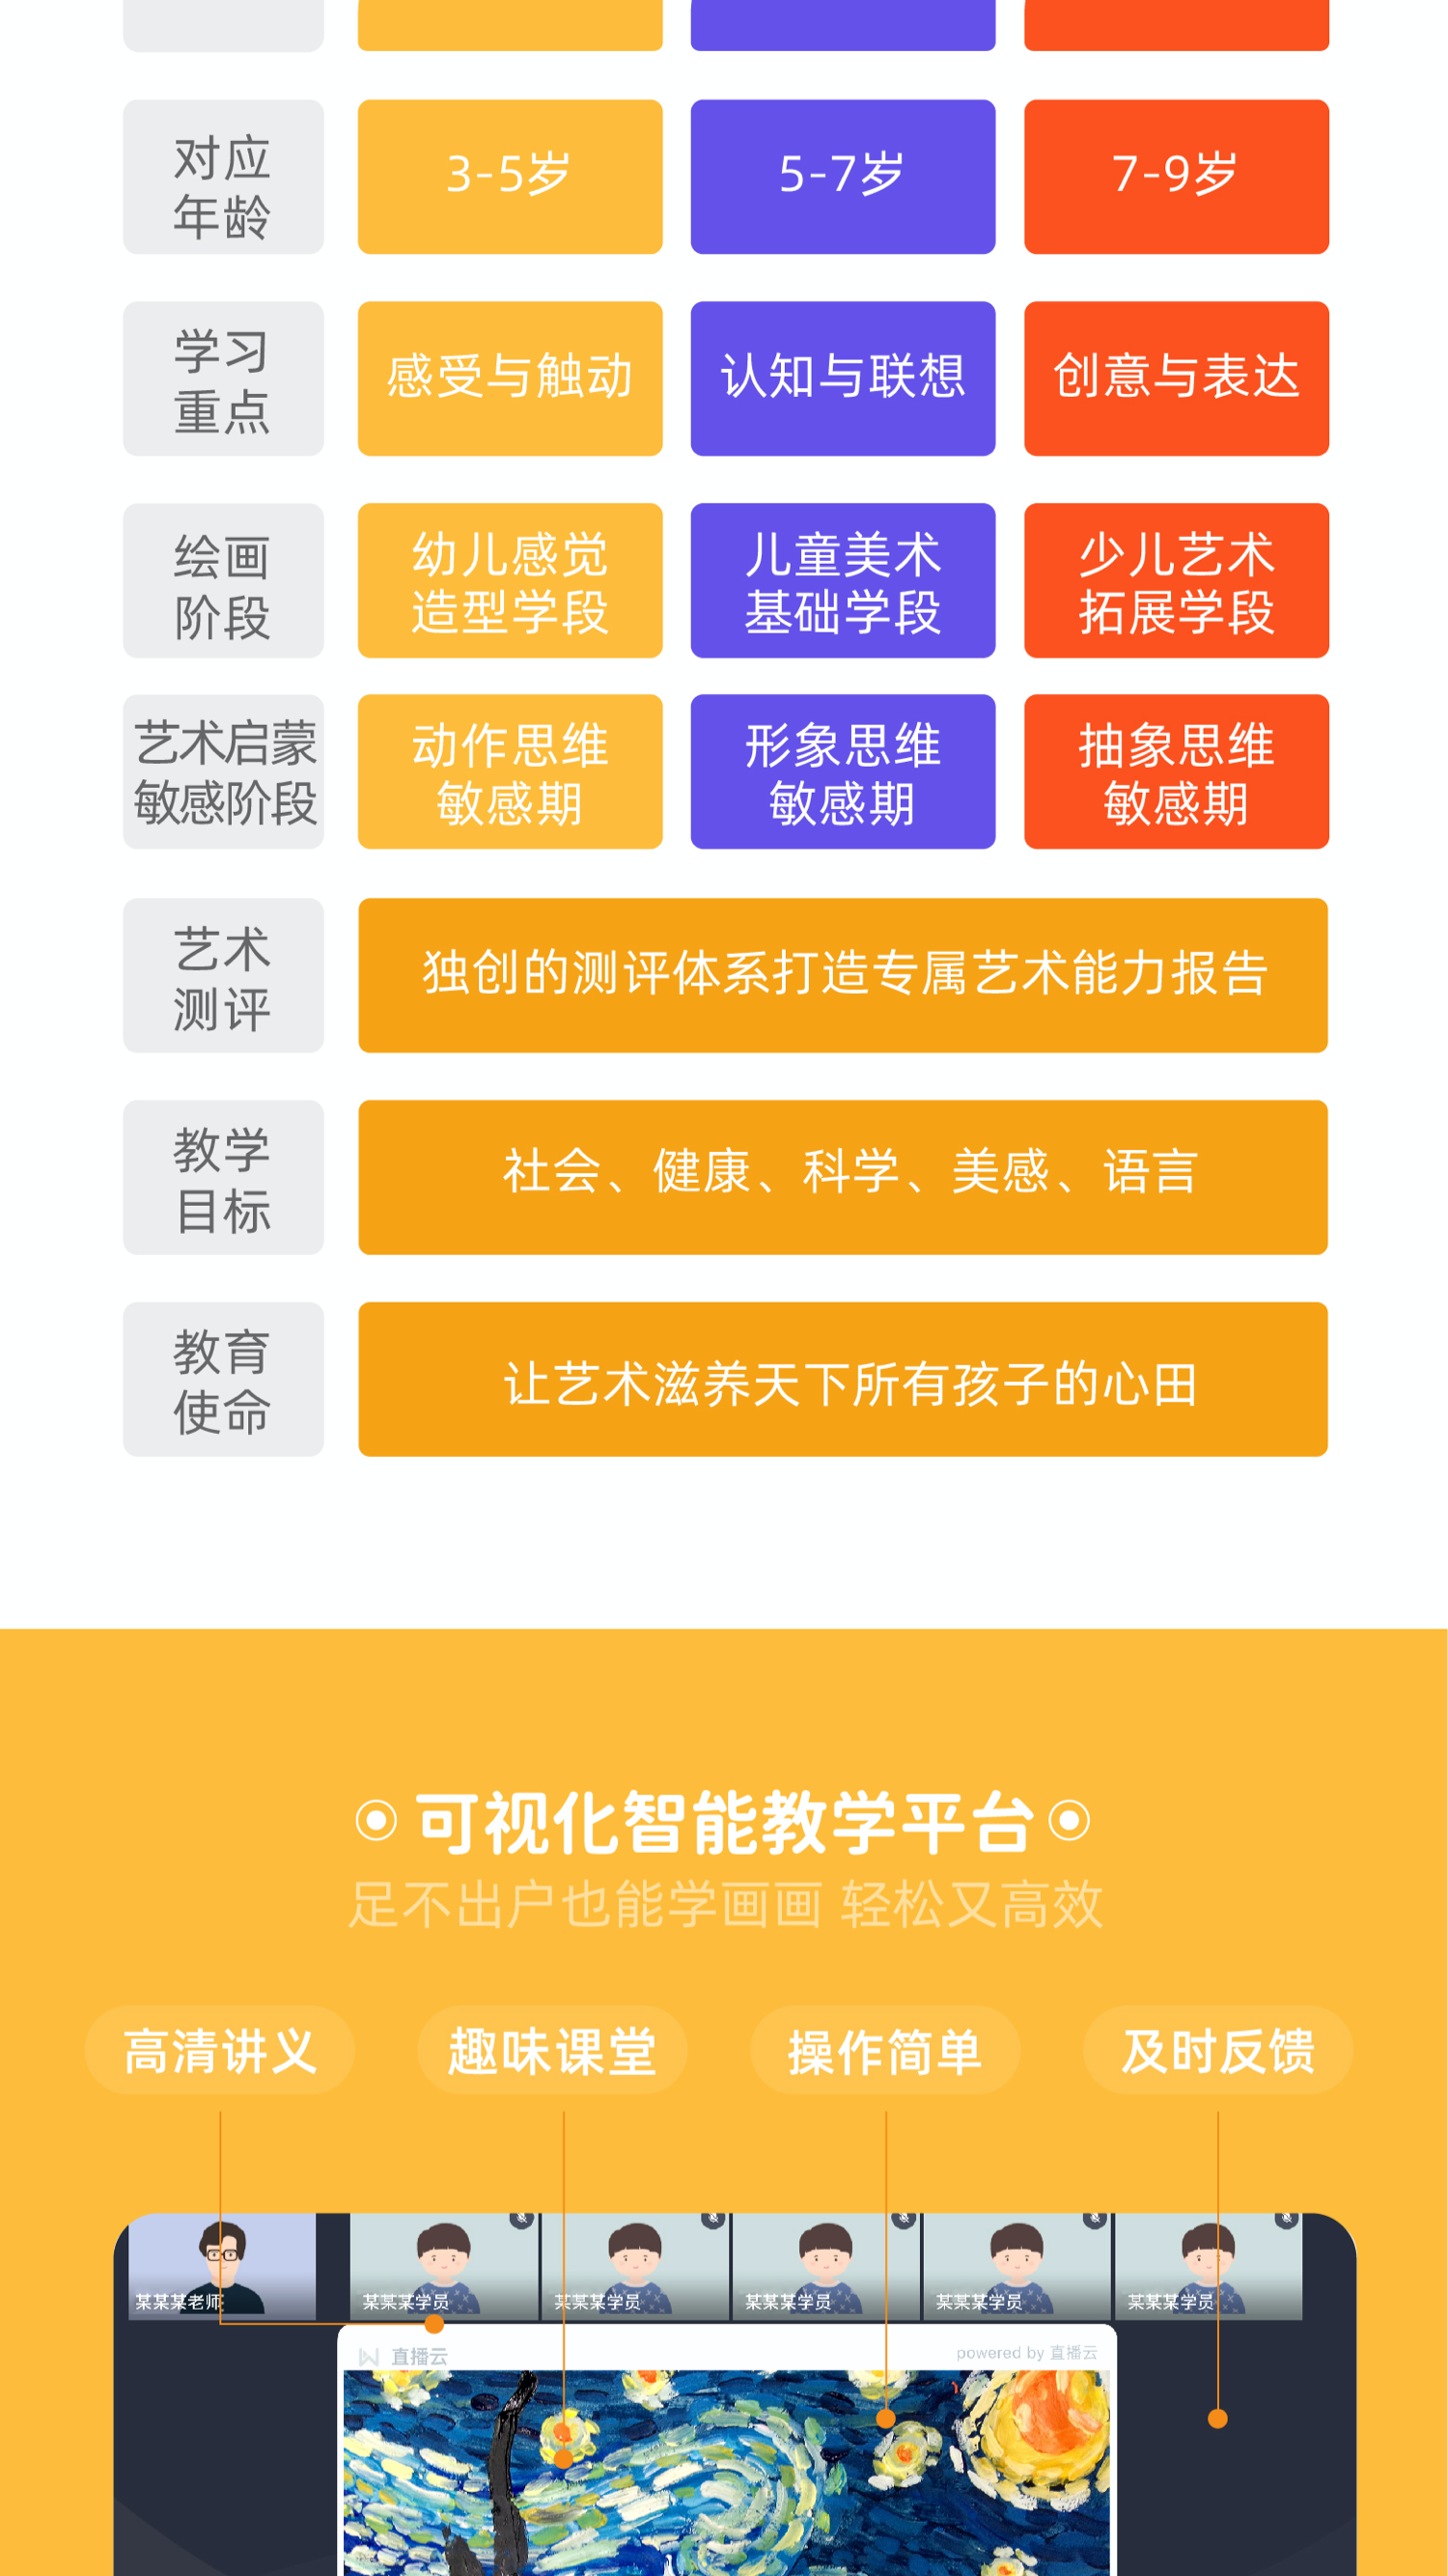 对应
年龄
3-5岁
5-7岁
7-9岁
学习
重点
感受与触动
认知与联想
创意与表达
绘画
阶段
幼儿感觉
造型学段
儿童美术
基础学段
少儿艺术
拓展学段
艺术启蒙
敏感阶段
动作思维
敏感期
形象思维
敏感期
抽象思维
敏感期
艺术
测评
独创的测评体系打造专属艺术能力报告
教学
目标
社会、健康、科学、美感、语言
教育
使命
让艺术滋养天下所有孩子的心田
可视化智能教学平台
足不出户也能学画画 轻松又高效
高清讲义
趣味课堂
操作简单
及时反馈
某某某老师
某某某学员
某某某学员
某某某学员
某某某学员
某某某学员
直播云
powered by 直播云